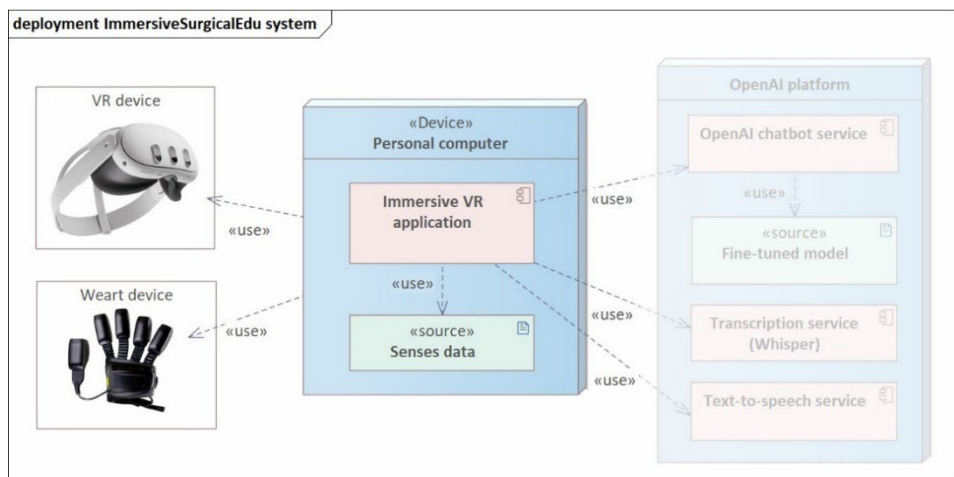 deployment ImmersiveSurgicalEdu system
VR device
«use»
Weart device
«use»
«Device»
Personal computer
Immersive VR
application
«use»
«source»
Senses data
«use»
«use»
«use»
OpenAI platform
OpenAI chatbot service
«use»
«source»
Fine-tuned model
Transcription service
(Whisper)
Text-to-speech service